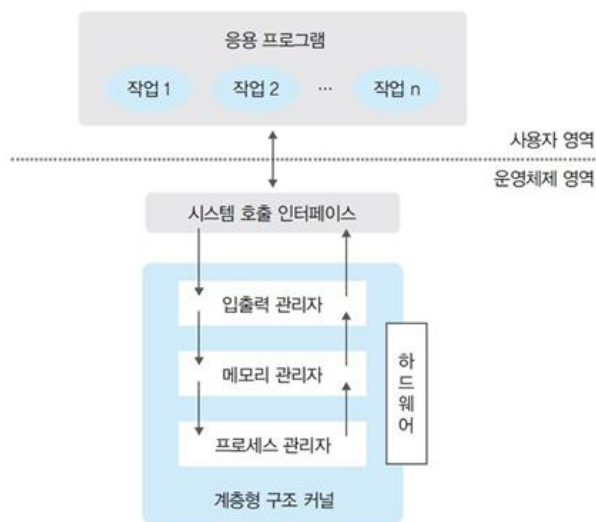 응용 프로그램
작업 1 작업 2 … 작업 n
사용자 영역
운영체제 영역
시스템 호출 인터페이스
입출력 관리자
메모리 관리자
프로세스 관리자
하드웨어
계층형 구조 커널